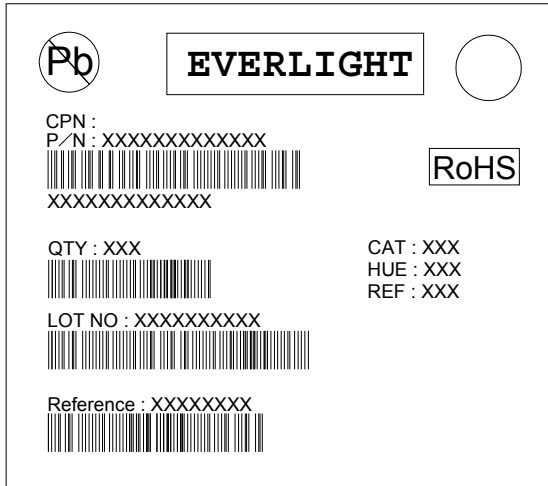 Pb
EVERLIGHT
CPN :
P/N : XXXXXXXXXXXXX
RoHS
XXXXXXXXXXXXX
QTY : XXX
CAT : XXX
HUE : XXX
REF : XXX
LOT NO : XXXXXXXXXX
Reference : XXXXXXXX